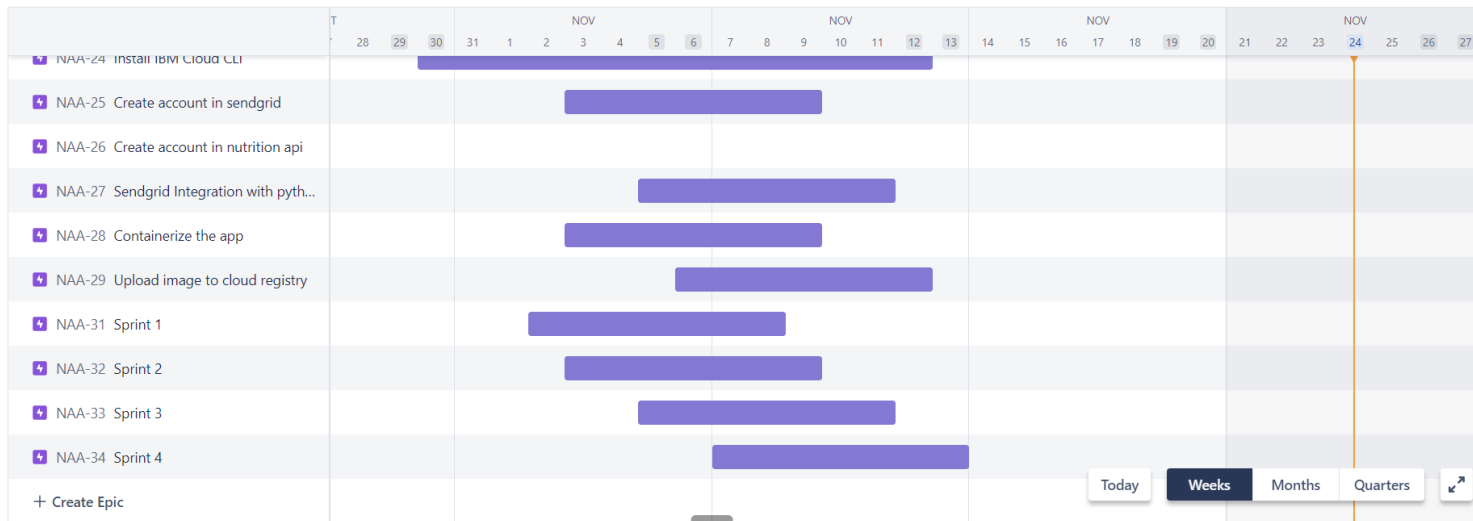 T NOV NOV NOV NOV
28 29 30 31 1 2 3 4 5 6 7 8 9 10 11 12 13 14 15 16 17 18 19 20 21 22 23 24 25 26 27
NAA-24 Install IBM Cloud CLI
NAA-25 Create account in sendgrid
NAA-26 Create account in nutrition api
NAA-27 Sendgrid Integration with pyth...
NAA-28 Containerize the app
NAA-29 Upload image to cloud registry
NAA-31 Sprint 1
NAA-32 Sprint 2
NAA-33 Sprint 3
NAA-34 Sprint 4
Today Weeks Months Quarters
+ Create Epic